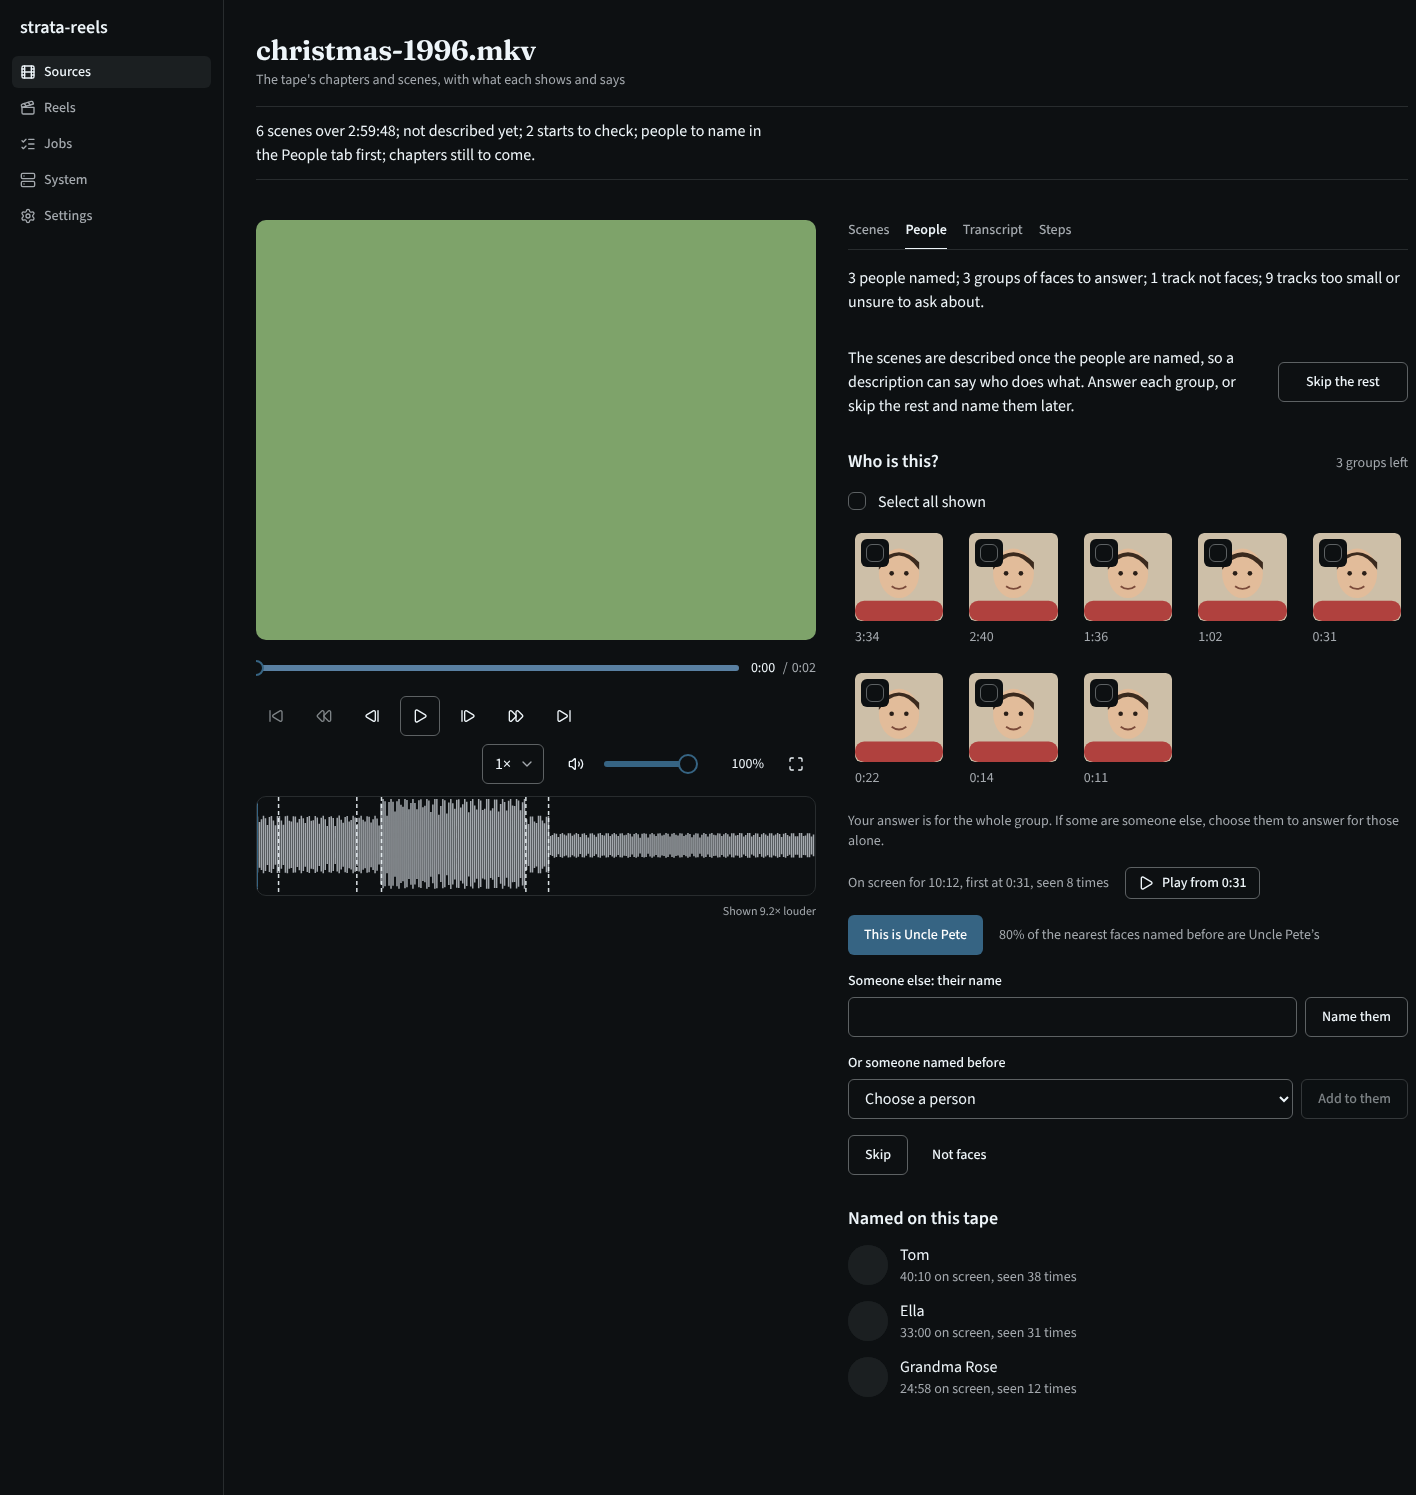 strata-reels
Sources
Reels
Jobs
System
Settings
christmas-1996.mkv
The tape's chapters and scenes, with what each shows and says
6 scenes over 2:59:48; not described yet; 2 starts to check; people to name in
the People tab first; chapters still to come.
0:00 / 0:02
1×
100%
Shown 9.2× louder
Scenes People Transcript Steps
3 people named; 3 groups of faces to answer; 1 track not faces; 9 tracks too small or
unsure to ask about.
The scenes are described once the people are named, so a
description can say who does what. Answer each group, or
skip the rest and name them later.
Skip the rest
Who is this?
3 groups left
Select all shown
3:34 2:40 1:36 1:02 0:31
0:22 0:14 0:11
Your answer is for the whole group. If some are someone else, choose them to answer for those
alone.
On screen for 10:12, first at 0:31, seen 8 times
Play from 0:31
This is Uncle Pete
80% of the nearest faces named before are Uncle Pete’s
Someone else: their name
Name them
Or someone named before
Choose a person
Add to them
Skip
Not faces
Named on this tape
Tom
40:10 on screen, seen 38 times
Ella
33:00 on screen, seen 31 times
Grandma Rose
24:58 on screen, seen 12 times